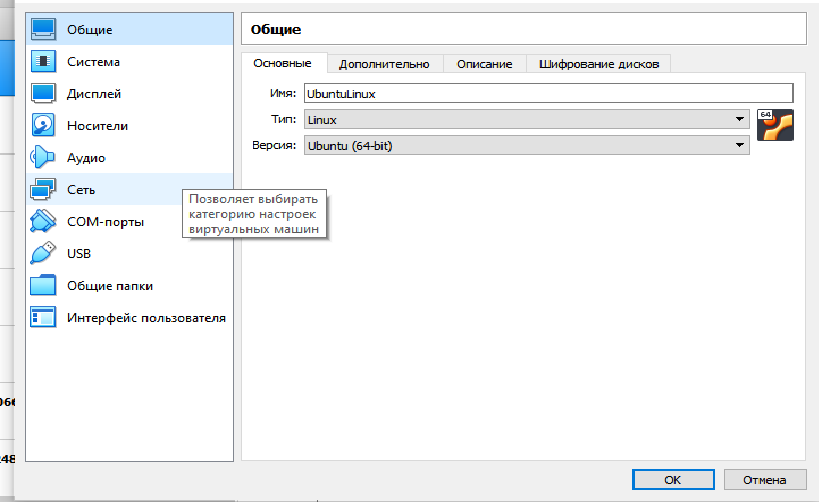 Общие
Система
Дисплей
Носители
Аудио
Сеть
COM-порты
USB
Общие папки
Интерфейс пользователя
Позволяет выбирать
категорию настроек
виртуальных машин
Общие
Основные Дополнительно Описание Шифрование дисков
Имя: UbuntuLinux
Тип: Linux
Версия: Ubuntu (64-bit)
64
OK Отмена
248